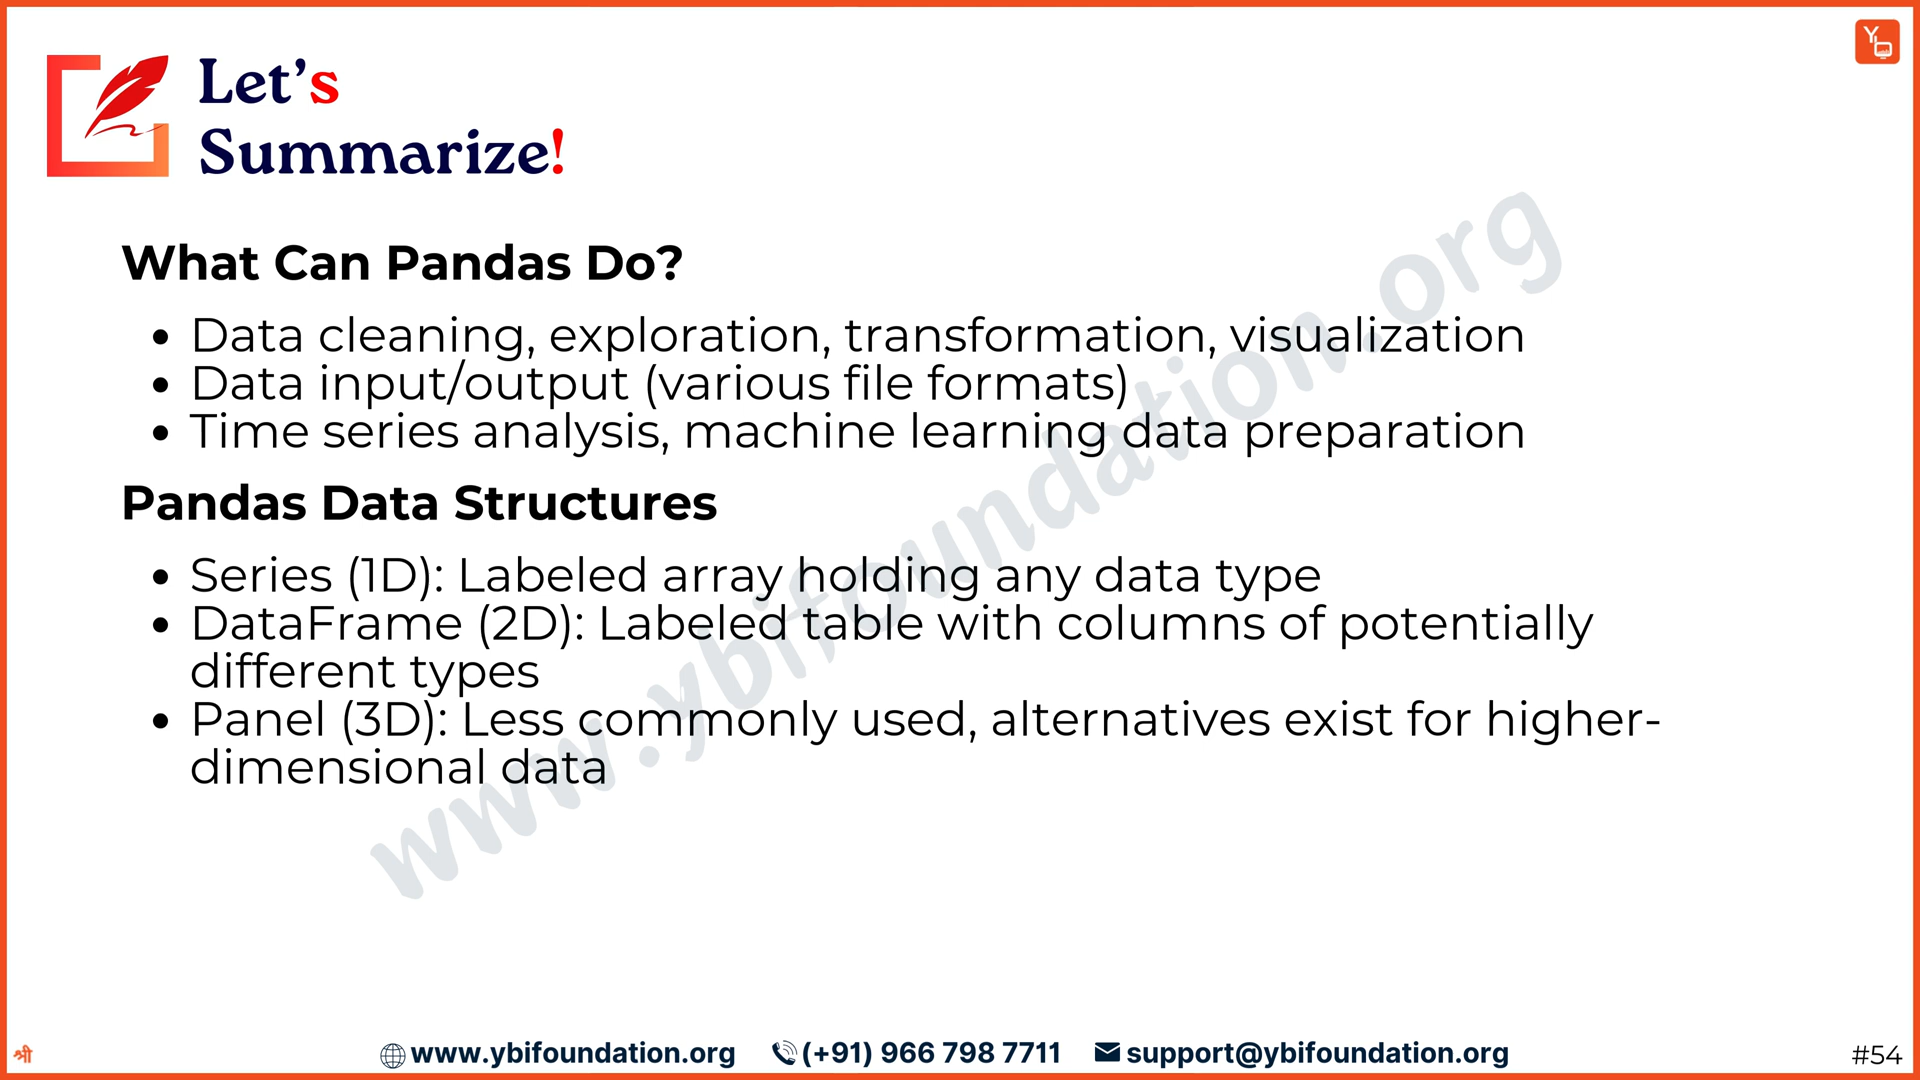 Let's
Summarize!
What Can Pandas Do?
• Data cleaning, exploration, transformation, visualization
• Data input/output (various file formats)
• Time series analysis, machine learning data preparation
Pandas Data Structures
• Series (1D): Labeled array holding any data type
• DataFrame (2D): Labeled table with columns of potentially
different types
• Panel (3D): Less commonly used, alternatives exist for higher-
dimensional data
www.ybifoundation.org
श्री
www.ybifoundation.org (+91) 966 798 7711 support@ybifoundation.org
#54